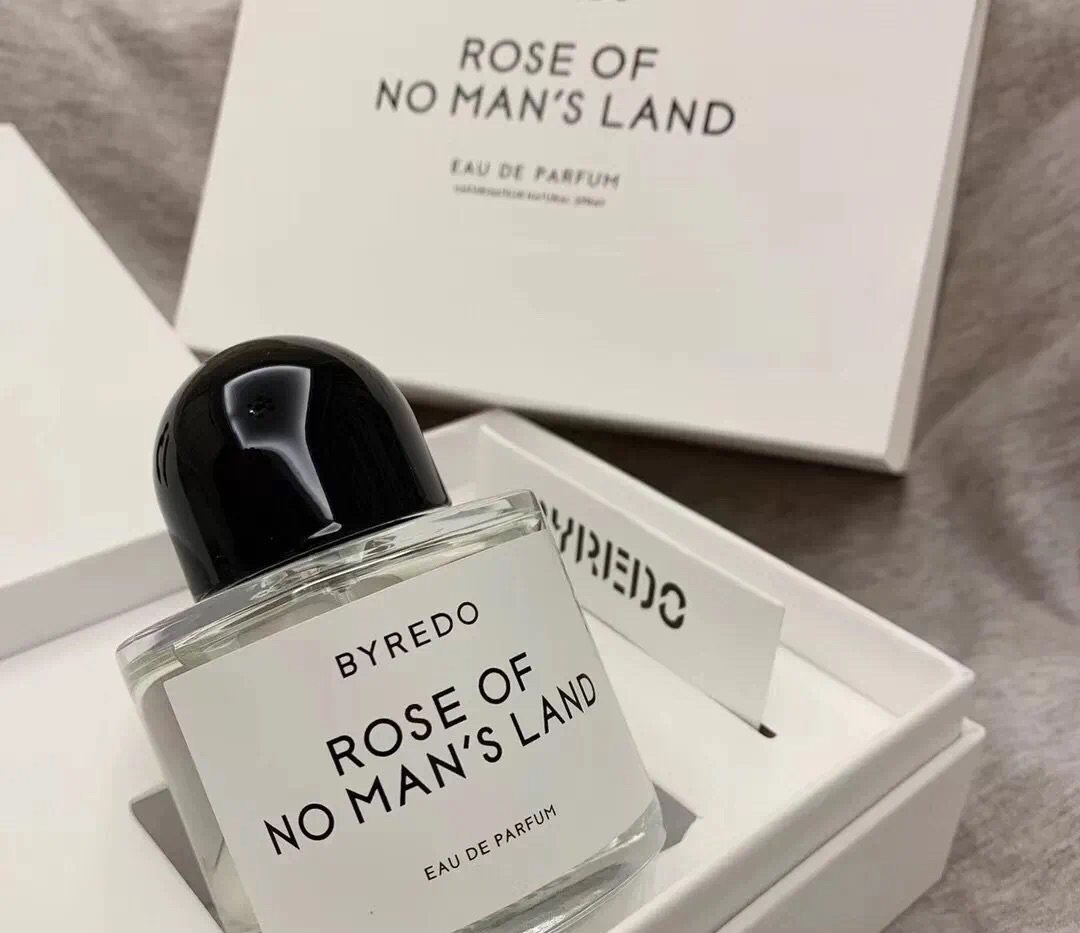 ROSE OF
NO MAN'S LAND
EAU DE PARFUM
BYREDO
BYREDO
ROSE OF
NO MAN'S LAND
EAU DE PARFUM